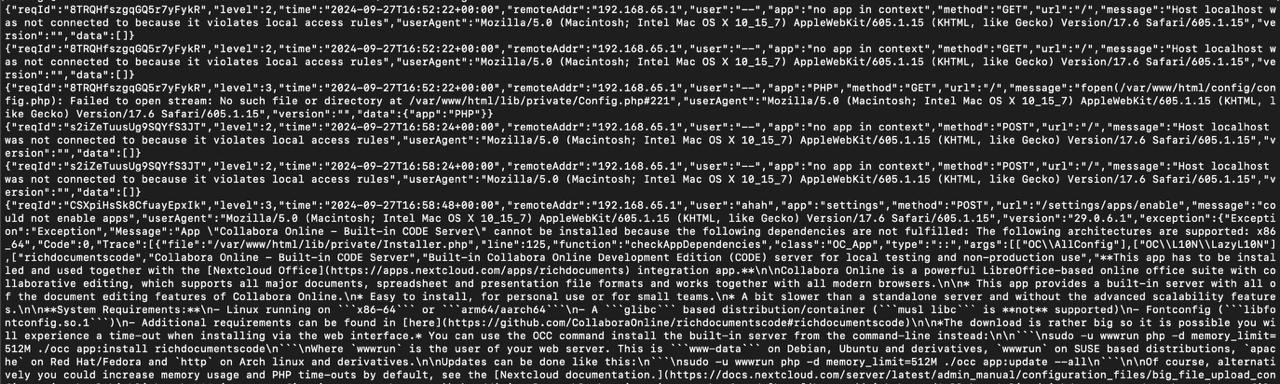 {"reqId":"8TRQHfszgqGQ5r7yFykR","level":2,"time":"2024-09-27T16:52:22+00:00","remoteAddr":"192.168.65.1","user":"--","app":"no app in context","method":"GET","url":"/","message":"Host localhost w
as not connected to because it violates local access rules","userAgent":"Mozilla/5.0 (Macintosh; Intel Mac OS X 10_15_7) AppleWebKit/605.1.15 (KHTML, like Gecko) Version/17.6 Safari/605.1.15","ve
rsion":"","data":[]}
{"reqId":"8TRQHfszgqGQ5r7yFykR","level":2,"time":"2024-09-27T16:52:22+00:00","remoteAddr":"192.168.65.1","user":"--","app":"no app in context","method":"GET","url":"/","message":"Host localhost w
as not connected to because it violates local access rules","userAgent":"Mozilla/5.0 (Macintosh; Intel Mac OS X 10_15_7) AppleWebKit/605.1.15 (KHTML, like Gecko) Version/17.6 Safari/605.1.15","ve
rsion":"","data":[]}
{"reqId":"8TRQHfszgqGQ5r7yFykR","level":3,"time":"2024-09-27T16:52:22+00:00","remoteAddr":"192.168.65.1","user":"--","app":"PHP","method":"GET","url":"/","message":"fopen(/var/www/html/config/con
fig.php): Failed to open stream: No such file or directory at /var/www/html/lib/private/Config.php#221","userAgent":"Mozilla/5.0 (Macintosh; Intel Mac OS X 10_15_7) AppleWebKit/605.1.15 (KHTML, l
ike Gecko) Version/17.6 Safari/605.1.15","version":"","data":{"app":"PHP"}}
{"reqId":"s2iZeTuusUg9SQYfS3JT","level":2,"time":"2024-09-27T16:58:24+00:00","remoteAddr":"192.168.65.1","user":"--","app":"no app in context","method":"POST","url":"/","message":"Host localhost
was not connected to because it violates local access rules","userAgent":"Mozilla/5.0 (Macintosh; Intel Mac OS X 10_15_7) AppleWebKit/605.1.15 (KHTML, like Gecko) Version/17.6 Safari/605.1.15","v
ersion":"","data":[]}
{"reqId":"s2iZeTuusUg9SQYfS3JT","level":2,"time":"2024-09-27T16:58:24+00:00","remoteAddr":"192.168.65.1","user":"--","app":"no app in context","method":"POST","url":"/","message":"Host localhost
was not connected to because it violates local access rules","userAgent":"Mozilla/5.0 (Macintosh; Intel Mac OS X 10_15_7) AppleWebKit/605.1.15 (KHTML, like Gecko) Version/17.6 Safari/605.1.15","v
ersion":"","data":[]}
{"reqId":"CSXpiHsSk8CfuayEpxIk","level":3,"time":"2024-09-27T16:58:48+00:00","remoteAddr":"192.168.65.1","user":"ahah","app":"settings","method":"POST","url":"/settings/apps/enable","message":"co
uld not enable apps","userAgent":"Mozilla/5.0 (Macintosh; Intel Mac OS X 10_15_7) AppleWebKit/605.1.15 (KHTML, like Gecko) Version/17.6 Safari/605.1.15","version":"29.0.6.1","exception":{"Excepti
on":"Exception","Message":"App \"Collabora Online - Built-in CODE Server\" cannot be installed because the following dependencies are not fulfilled: The following architectures are supported: x86
_64","Code":0,"Trace":[{"file":"/var/www/html/lib/private/Installer.php","line":125,"function":"checkAppDependencies","class":"OC_App","type":"::","args":[["OC\\AllConfig"],["OC\\L10N\\LazyL10N"]
,["richdocumentscode","Collabora Online - Built-in CODE Server","Built-in Collabora Online Development Edition (CODE) server for local testing and non-production use","**This app has to be instal
led and used together with the [Nextcloud Office](https://apps.nextcloud.com/apps/richdocuments) integration app.**\n\nCollabora Online is a powerful LibreOffice-based online office suite with co
llaborative editing, which supports all major documents, spreadsheet and presentation file formats and works together with all modern browsers.\n\n* This app provides a built-in server with all o
f the document editing features of Collabora Online.\n* Easy to install, for personal use or for small teams.\n* A bit slower than a standalone server and without the advanced scalability feature
s.\n\n**System Requirements:**\n- Linux running on ```x86-64``` or ```arm64/aarch64```\n- A ```glibc``` based distribution/container (```musl libc``` is **not** supported)\n- Fontconfig (```libfo
ntconfig.so.1```)\n- Additional requirements can be found in [here](https://github.com/CollaboraOnline/richdocumentscode#richdocumentscode)\n\n*The download is rather big so it is possible you wi
ll experience a time-out when installing via the web interface.* You can use the OCC command install the built-in server from the command-line instead:\n\n```\nsudo -u wwwrun php -d memory_limit=
512M ./occ app:install richdocumentscode\n```\nWhere `wwwrun` is the user of your web server. This is ```www-data``` on Debian, Ubuntu and derivatives, `wwwrun` on SUSE based distributions, `apac
he` on Red Hat/Fedora and `http` on Arch linux and derivatives.\n\nUpdates can be done like this:\n```\nsudo -u wwwrun php -d memory_limit=512M ./occ app:update --all\n```\n\nOf course, alternati
vely you could increase memory usage and PHP time-outs by default, see the [Nextcloud documentation.](https://docs.nextcloud.com/server/latest/admin_manual/configuration_files/big_file_upload_con